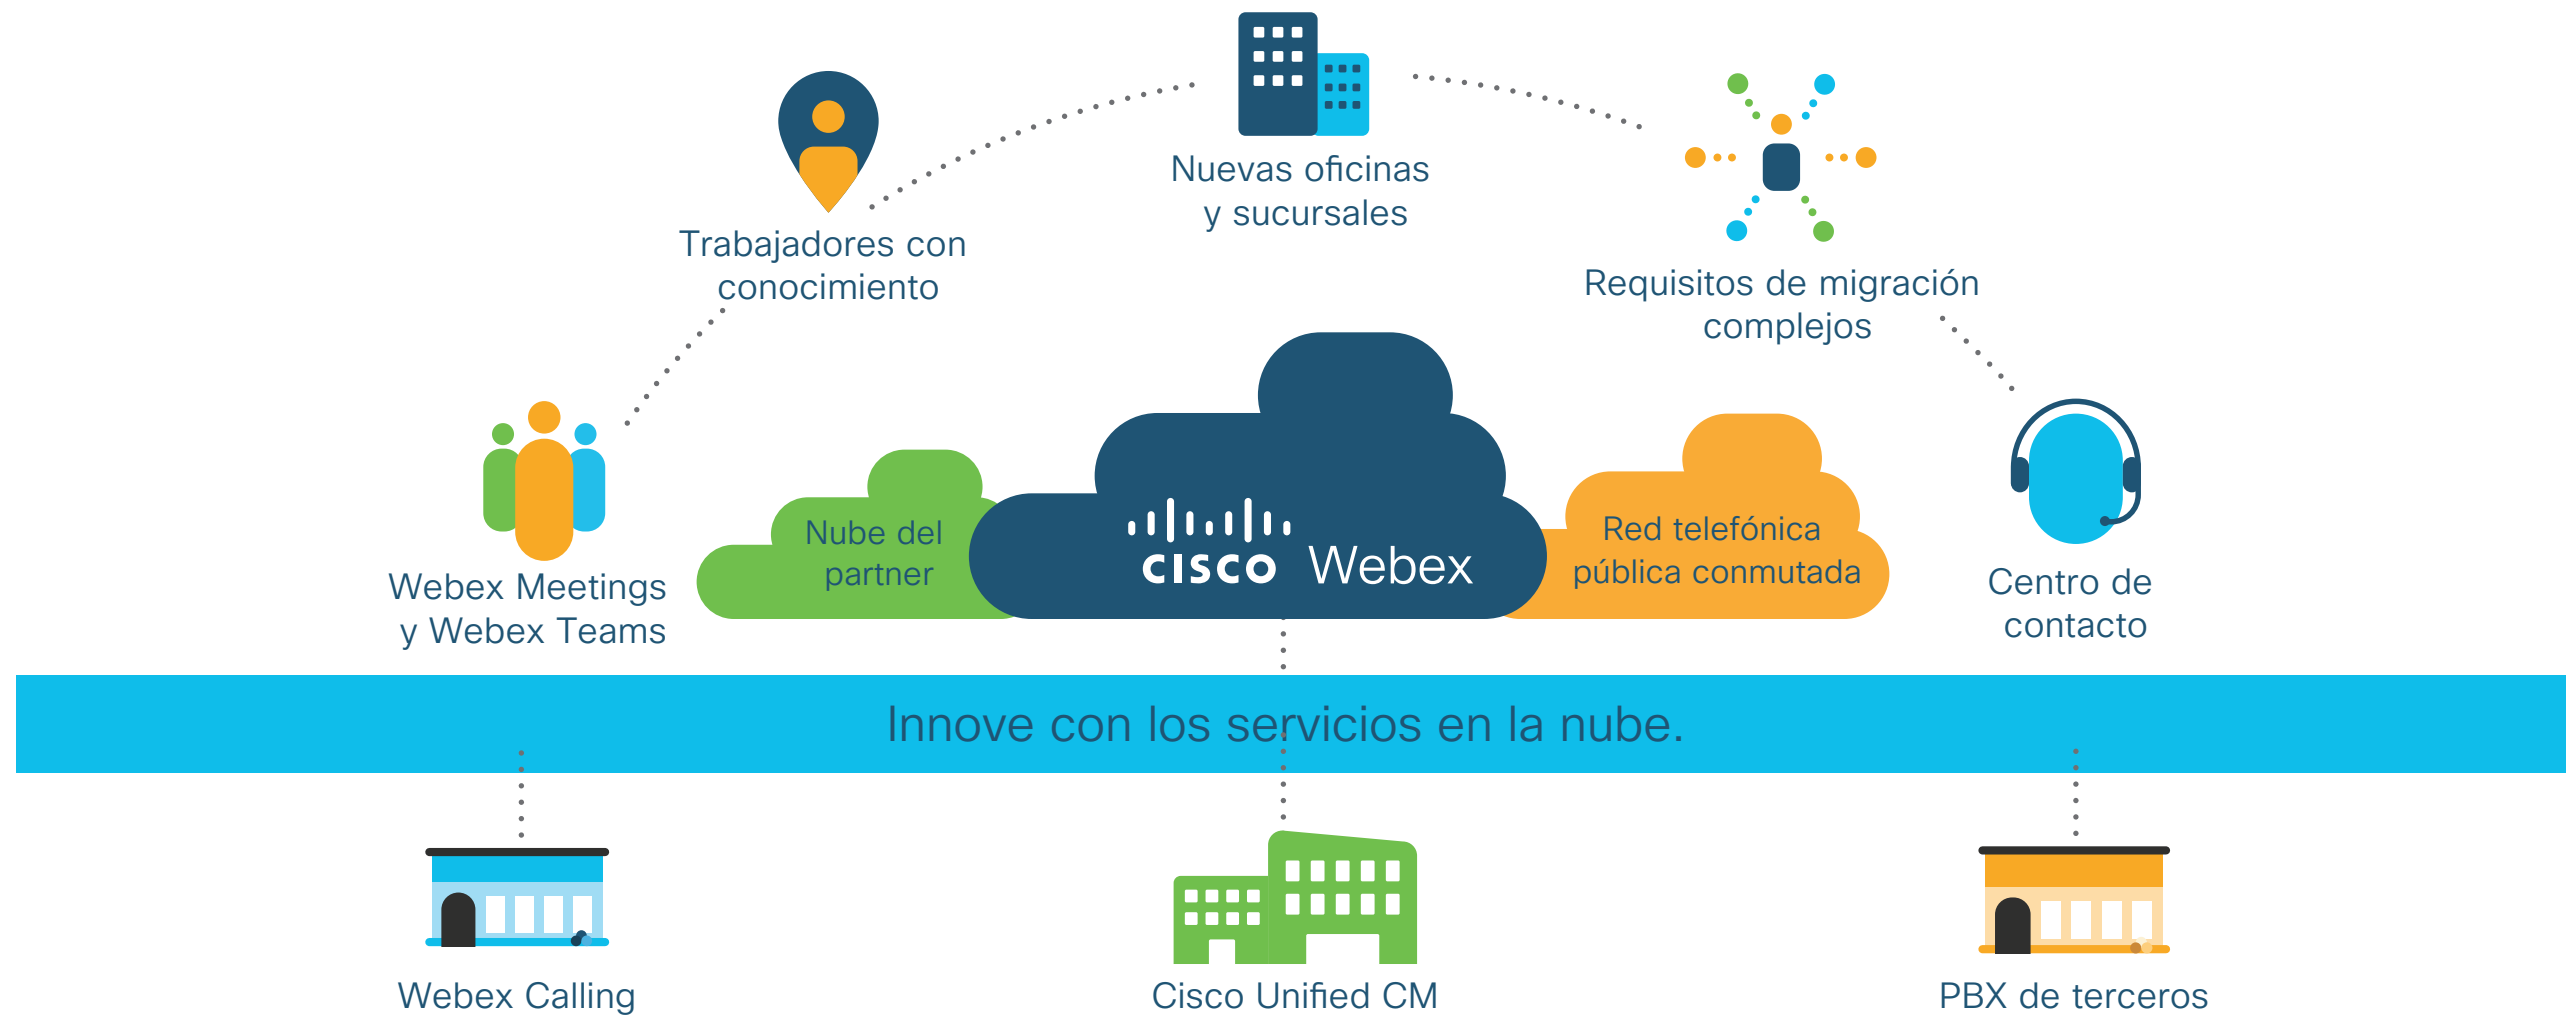 Nuevas oficinas
y sucursales
Trabajadores con
conocimiento
Requisitos de migración
complejos
Webex Meetings
y Webex Teams
Nube del
partner
CISCO Webex
Red telefónica
pública conmutada
Centro de
contacto
Innove con los servicios en la nube.
Webex Calling
Cisco Unified CM
PBX de terceros